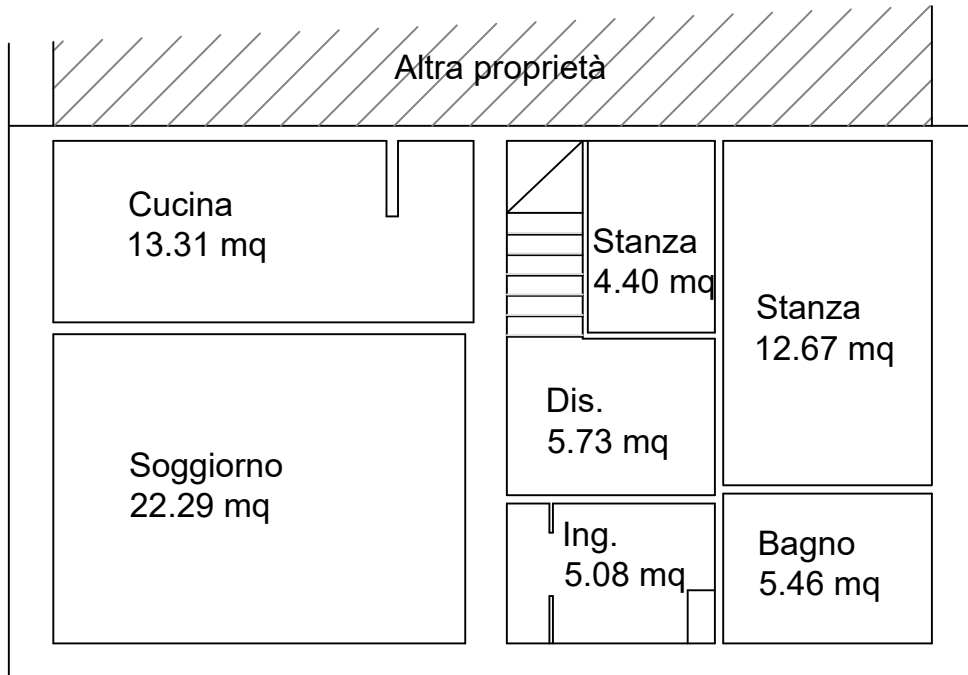 Altra proprietà
Cucina
13.31 mq
Stanza
4.40 mq
Stanza
12.67 mq
Dis.
5.73 mq
Soggiorno
22.29 mq
Ing.
5.08 mq
Bagno
5.46 mq